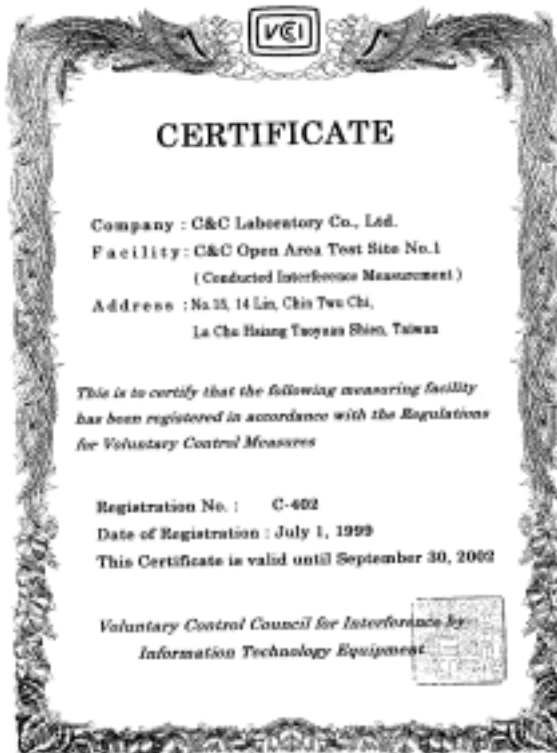 VCCI
CERTIFICATE
Company : C&C Laboratory Co., Ltd.
Facility : C&C Open Area Test Site No.1
( Conducted Interference Measurement )
Address : No.15, 14 Lin, Chin Twu Chi,
Lu Chu Hsiang Taoyuan Shien, Taiwan
This is to certify that the following measuring facility
has been registered in accordance with the Regulations
for Voluntary Control Measures
Registration No. : C-402
Date of Registration : July 1, 1999
This Certificate is valid until September 30, 2002
Voluntary Control Council for Interference by
Information Technology Equipment